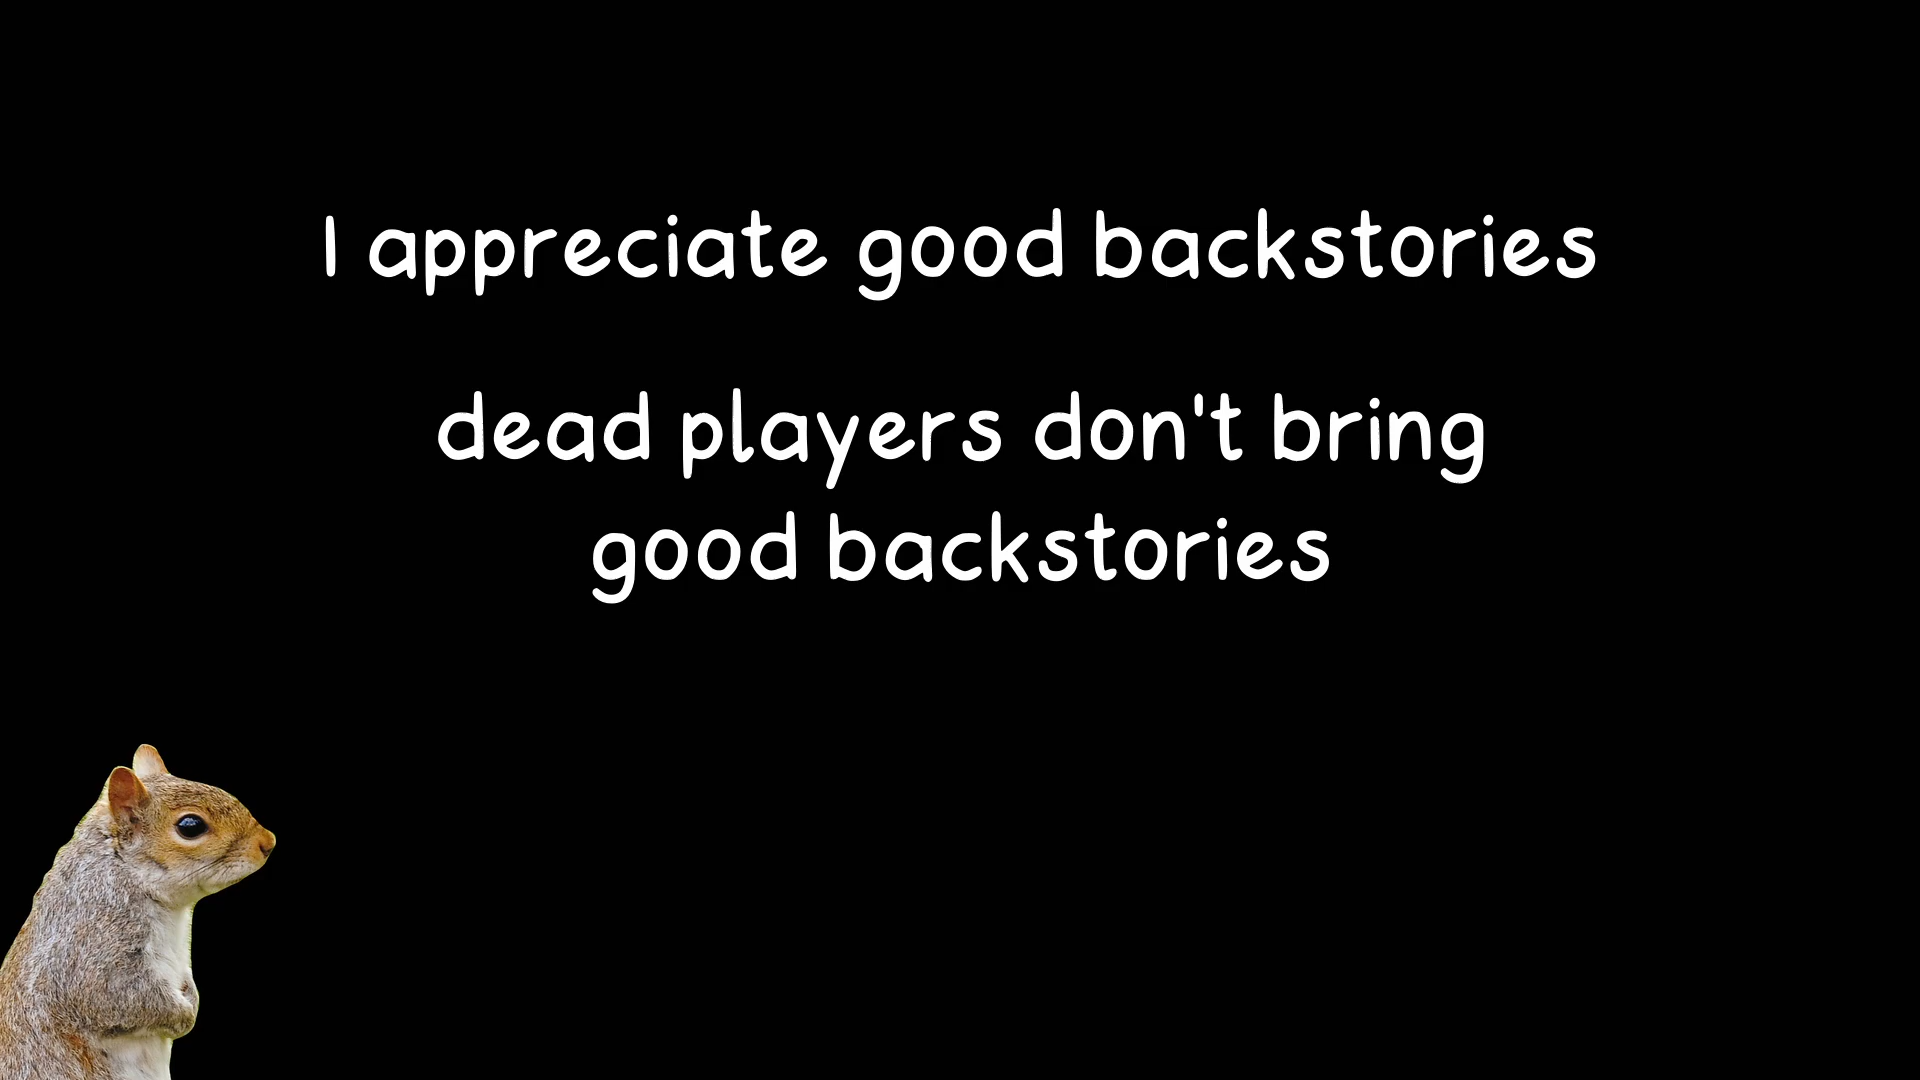 I appreciate good backstories
dead players don't bring
good backstories